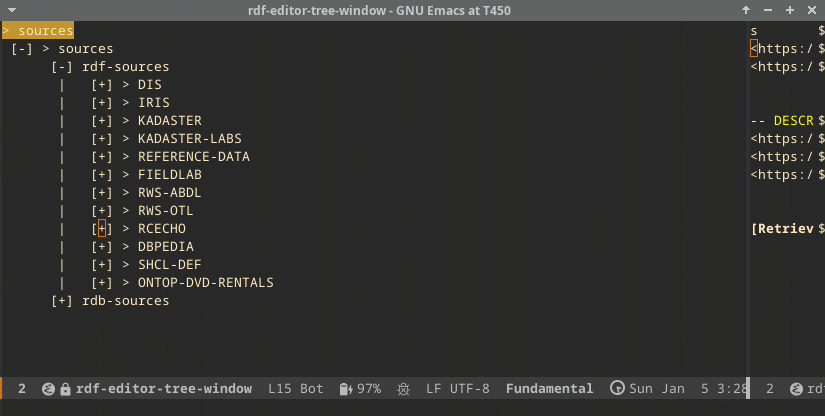 rdf-editor-tree-window - GNU Emacs at T450
> sources
[-] > sources
[-] rdf-sources
| [+] > DIS
| [+] > IRIS
| [+] > KADASTER
| [+] > KADASTER-LABS
| [+] > REFERENCE-DATA
| [+] > FIELDLAB
| [+] > RWS-ABDL
| [+] > RWS-OTL
| [+] > RCECHO
| [+] > DBPEDIA
| [+] > SHCL-DEF
| [+] > ONTOP-DVD-RENTALS
[+] rdb-sources
s $
<https:/ $
<https:/ $
-- DESCR $
<https:/ $
<https:/ $
<https:/ $
[Retriev $
2 rdf-editor-tree-window L15 Bot 97% LF UTF-8 Fundamental Sun Jan 5 3:28
2 rd